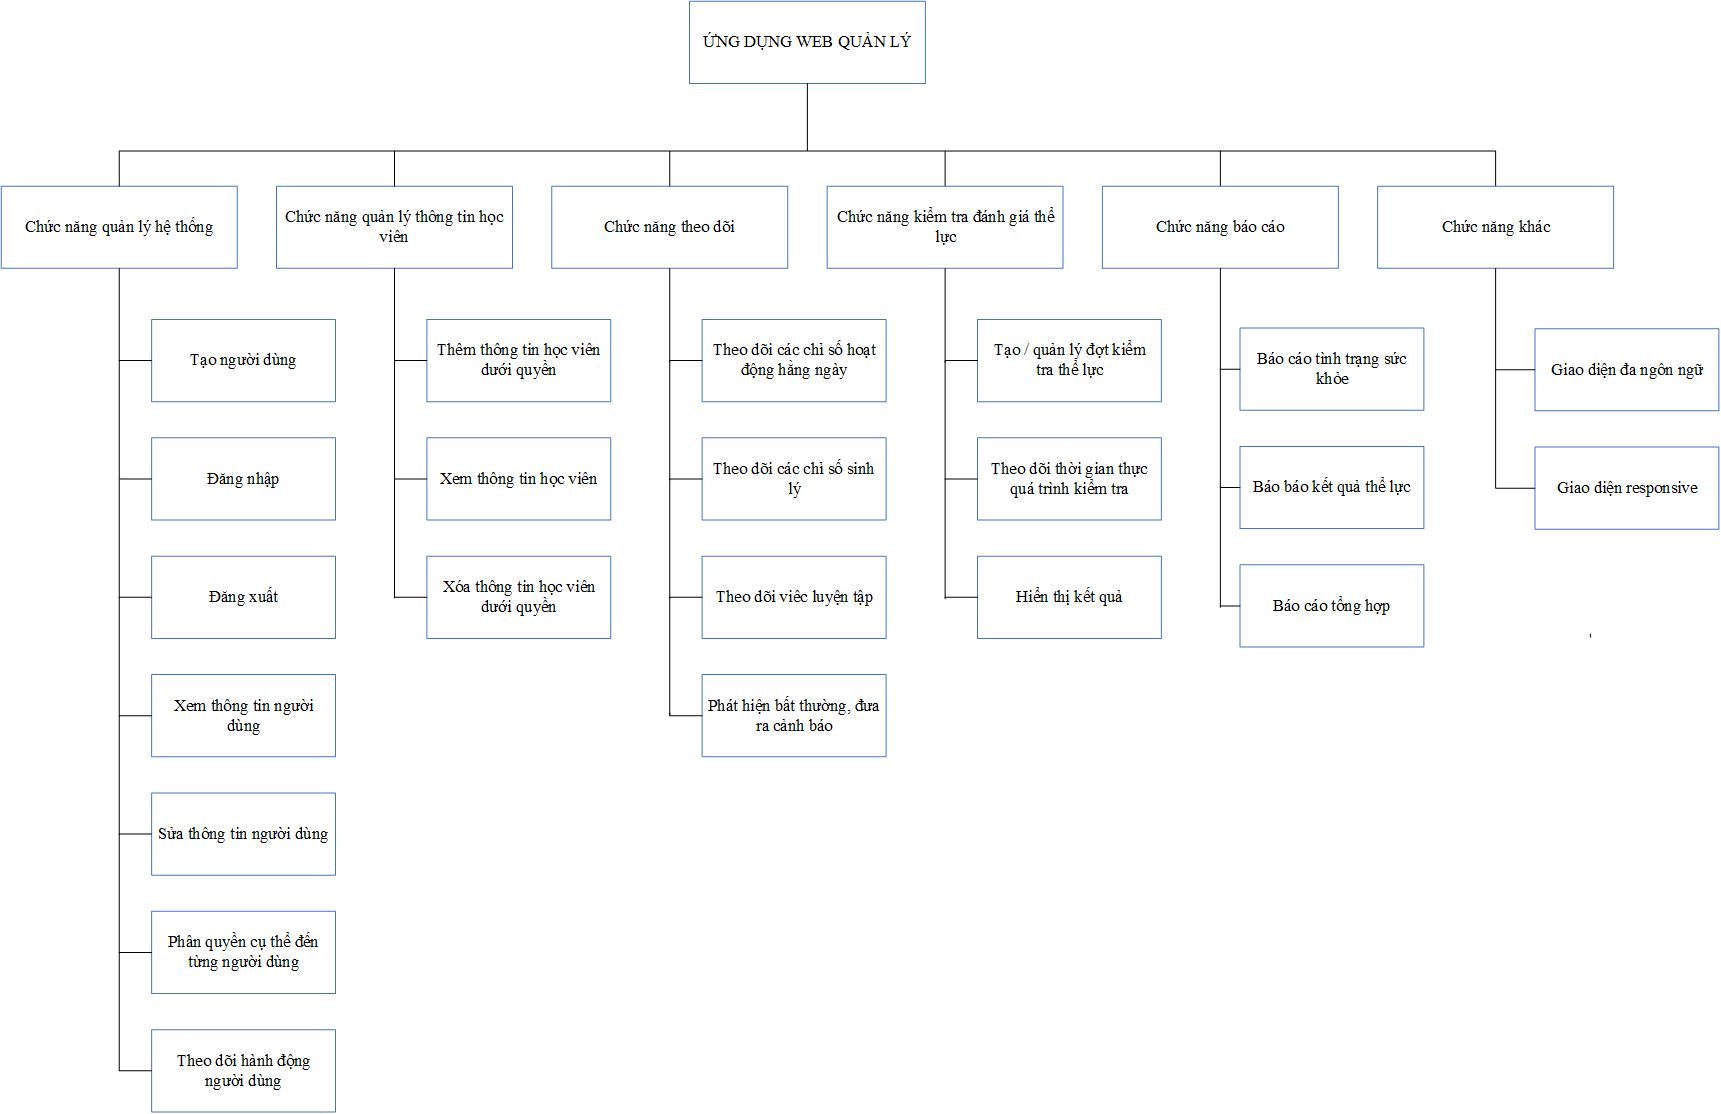 ỨNG DỤNG WEB QUẢN LÝ
Chức năng quản lý hệ thống
Chức năng quản lý thông tin học
viên
Chức năng theo dõi
Chức năng kiểm tra đánh giá thể
lực
Chức năng báo cáo
Chức năng khác
Tạo người dùng
Đăng nhập
Đăng xuất
Xem thông tin người
dùng
Sửa thông tin người dùng
Phân quyền cụ thể đến
từng người dùng
Theo dõi hành động
người dùng
Thêm thông tin học viên
dưới quyền
Xem thông tin học viên
Xóa thông tin học viên
dưới quyền
Theo dõi các chỉ số hoạt
động hằng ngày
Theo dõi các chỉ số sinh
lý
Theo dõi viêc luyện tập
Phát hiện bất thường, đưa
ra cảnh báo
Tạo / quản lý đợt kiểm
tra thể lực
Theo dõi thời gian thực
quá trình kiểm tra
Hiển thị kết quả
Báo cáo tình trạng sức
khỏe
Báo báo kết quả thể lực
Báo cáo tổng hợp
Giao diện đa ngôn ngữ
Giao diện responsive